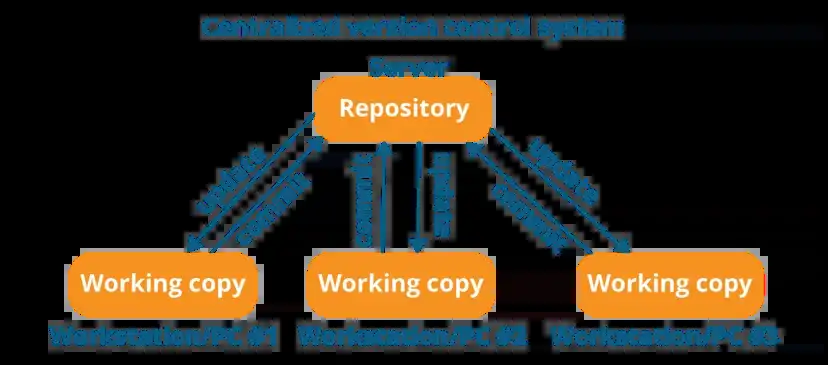 Centralized version control system
Server
Repository
update
commit
commit
update
commit
update
Working copy
Working copy
Working copy
Workstation/PC #1
Workstation/PC #2
Workstation/PC #3